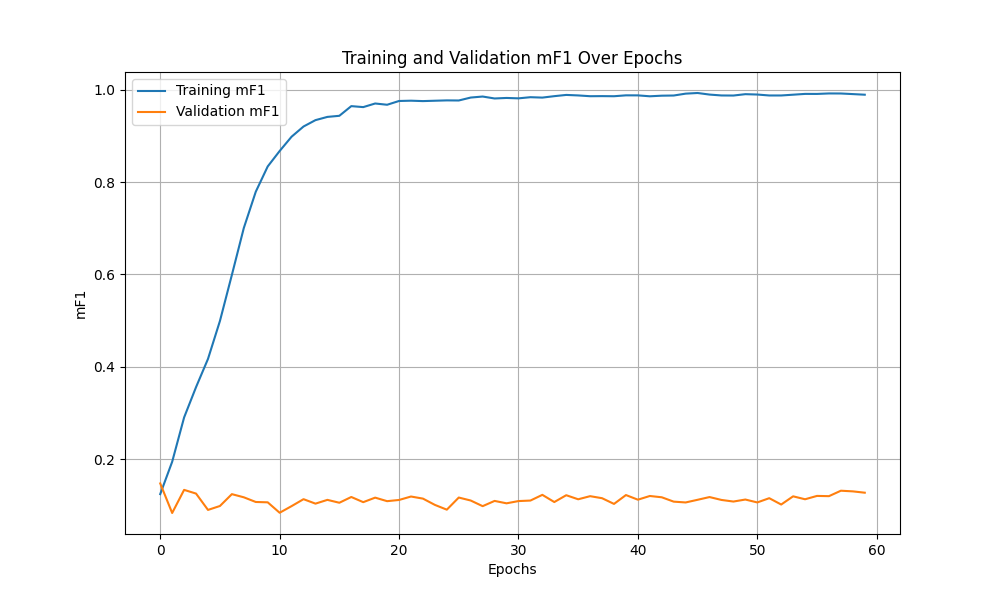 Training and Validation mF1 Over Epochs
Training mF1
Validation mF1
mF1
1.0
0.8
0.6
0.4
0.2
0 10 20 30 40 50 60
Epochs